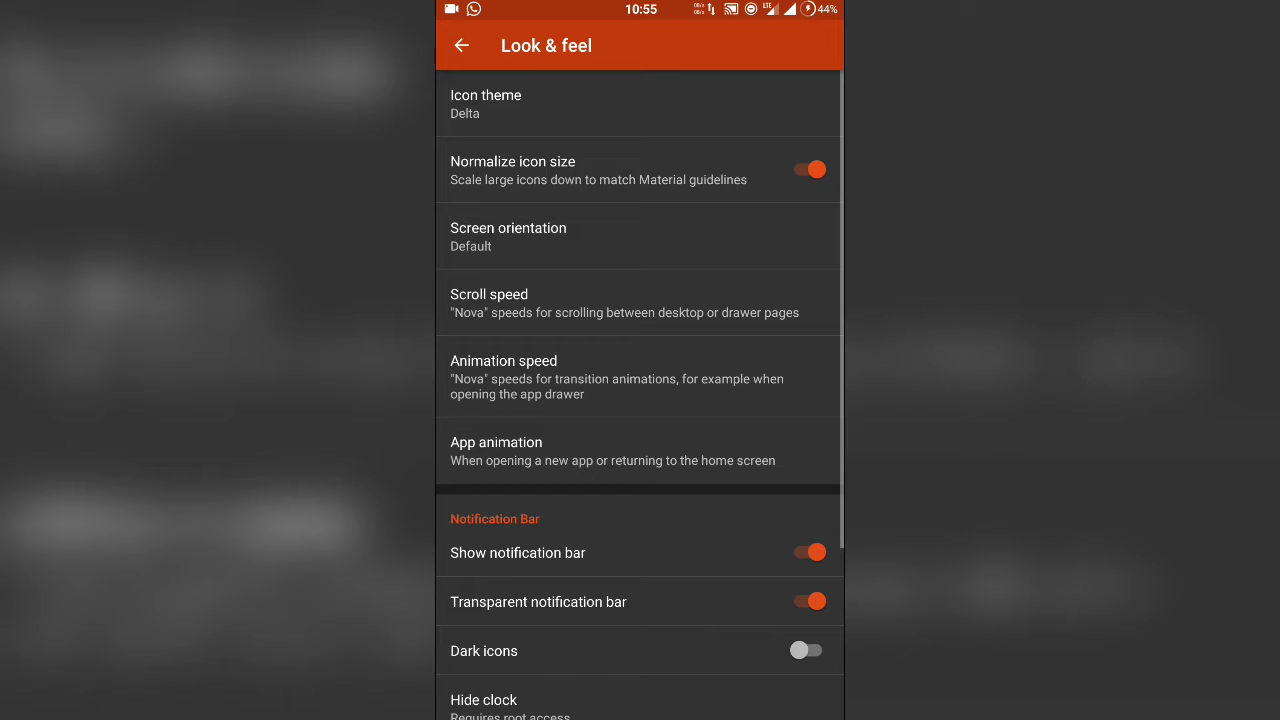 10:55
LTE
44%
Look & feel
Icon theme
Delta
Normalize icon size
Scale large icons down to match Material guidelines
Screen orientation
Default
Scroll speed
"Nova" speeds for scrolling between desktop or drawer pages
Animation speed
"Nova" speeds for transition animations, for example when
opening the app drawer
App animation
When opening a new app or returning to the home screen
Notification Bar
Show notification bar
Transparent notification bar
Dark icons
Hide clock
Requires root access